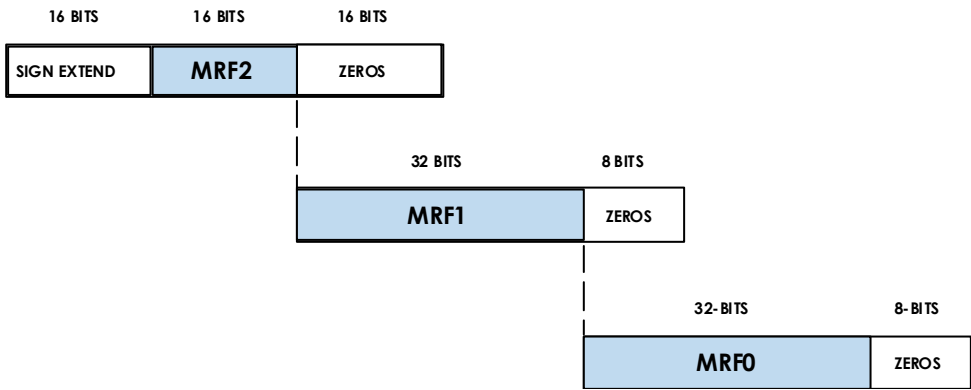 16 BITS 16 BITS 16 BITS
SIGN EXTEND MRF2 ZEROS
32 BITS 8 BITS
MRF1 ZEROS
32-BITS 8-BITS
MRF0 ZEROS